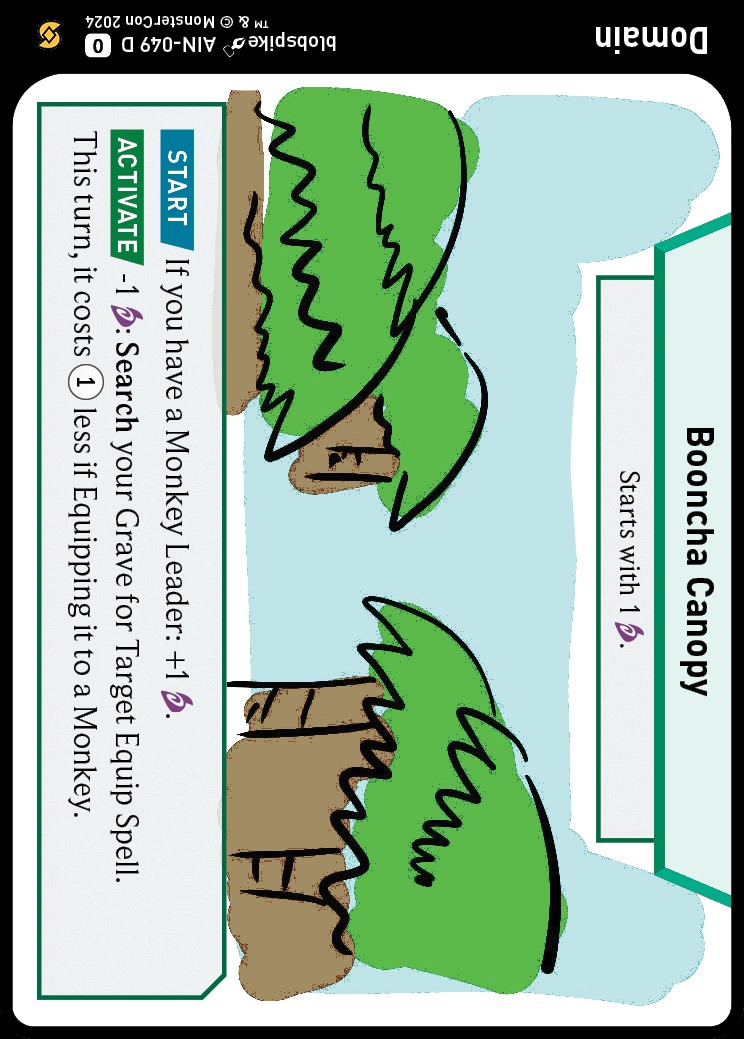 Booncha Canopy
Starts with 1 .
START If you have a Monkey Leader: +1 .
ACTIVATE -1 : Search your Grave for Target Equip Spell.
This turn, it costs 1 less if Equipping it to a Monkey.
Domain
blobspike AIN-049 D 0
™ & © MonsterCon 2024